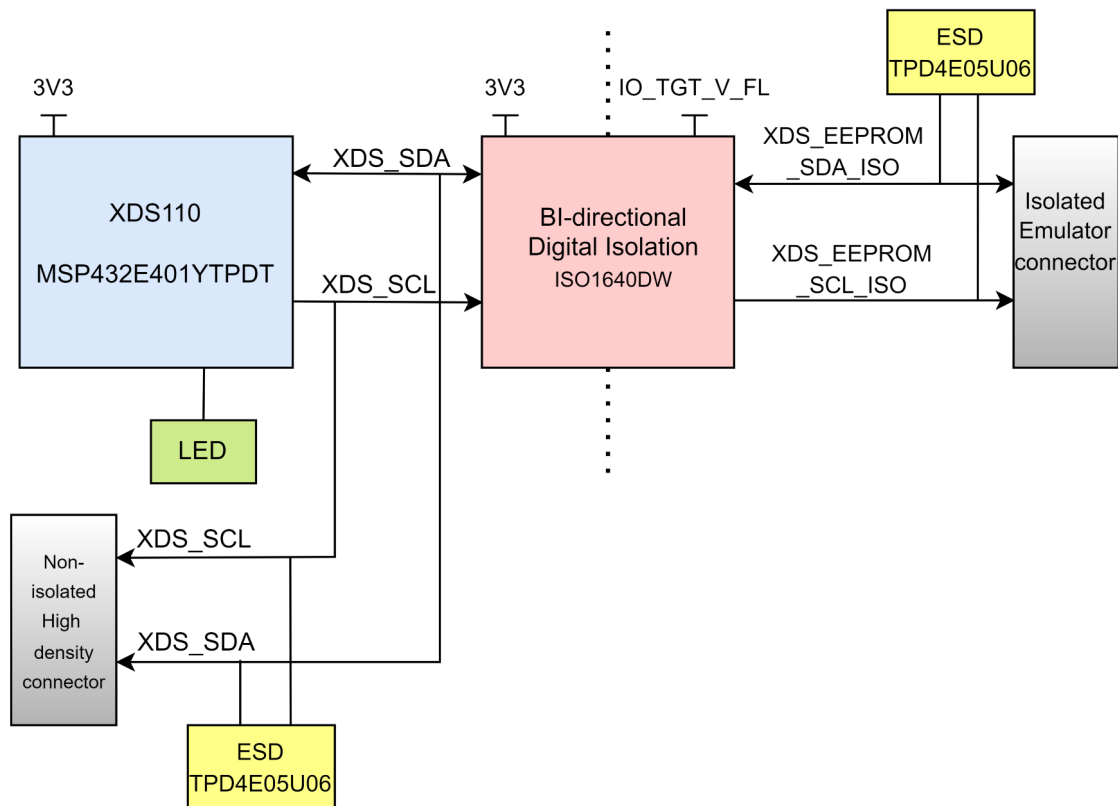 ESD
TPD4E05U06
3V3
3V3
IO_TGT_V_FL
XDS110
MSP432E401YTPDT
XDS_SDA
XDS_SCL
BI-directional
Digital Isolation
ISO1640DW
XDS_EEPROM
_SDA_ISO
XDS_EEPROM
_SCL_ISO
Isolated
Emulator
connector
LED
Non-
isolated
High
density
connector
XDS_SCL
XDS_SDA
ESD
TPD4E05U06